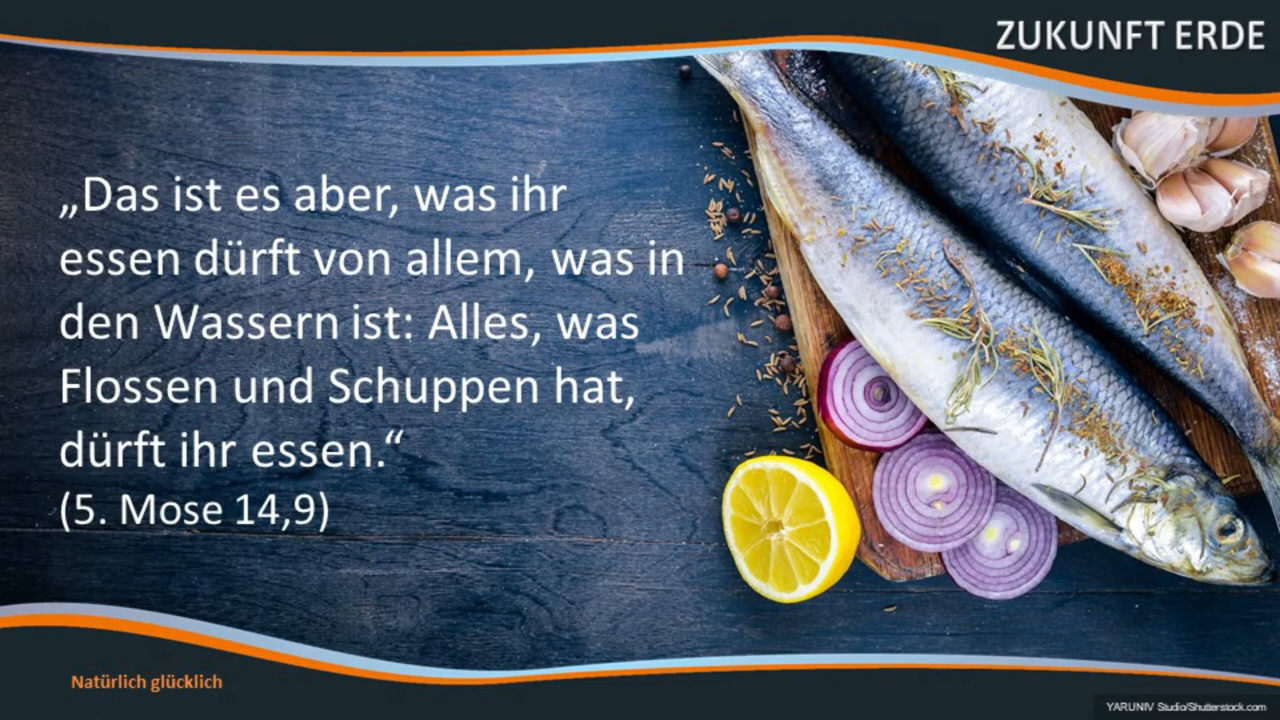 ZUKUNFT ERDE
„Das ist es aber, was ihr
essen dürft von allem, was in
den Wassern ist: Alles, was
Flossen und Schuppen hat,
dürft ihr essen.“
(5. Mose 14,9)
Natürlich glücklich
YARUNIV Studio/Shutterstock.com